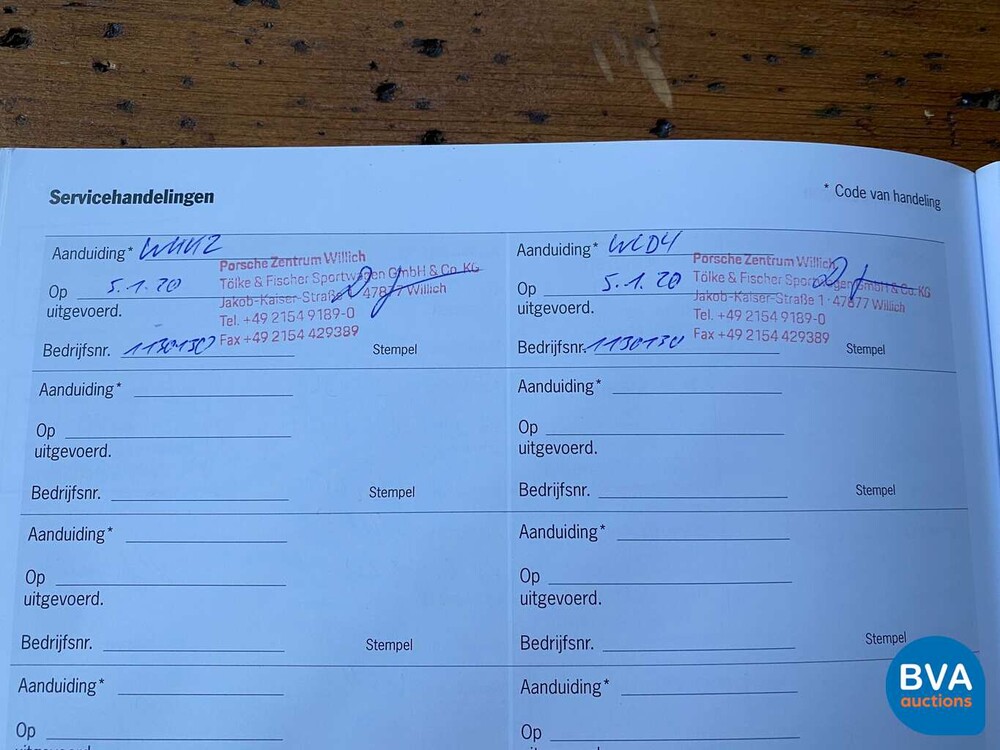 Servicehandelingen
* Code van handeling
Aanduiding*
Porsche Zentrum Willich
Tölke & Fischer Sportwagen GmbH & Co. KG
Op 5.1.20
Jakob-Kaiser-Straße 1 · 47877 Willich
uitgevoerd.
Tel. +49 2154 9189-0
Fax +49 2154 429389
Bedrijfsnr. 1130130
Stempel
Aanduiding* WLD4
Porsche Zentrum Willich
Tölke & Fischer Sportwagen GmbH & Co. KG
Op 5.1.20
Jakob-Kaiser-Straße 1 · 47877 Willich
uitgevoerd.
Tel. +49 2154 9189-0
Fax +49 2154 429389
Bedrijfsnr. 1130130
Stempel
Aanduiding*
Op
uitgevoerd.
Bedrijfsnr.
Stempel
Aanduiding*
Op
uitgevoerd.
Bedrijfsnr.
Stempel
Aanduiding*
Op
uitgevoerd.
Bedrijfsnr.
Stempel
Aanduiding*
Op
uitgevoerd.
Bedrijfsnr.
Stempel
Aanduiding*
Op
Aanduiding*
Op
BVA
auctions